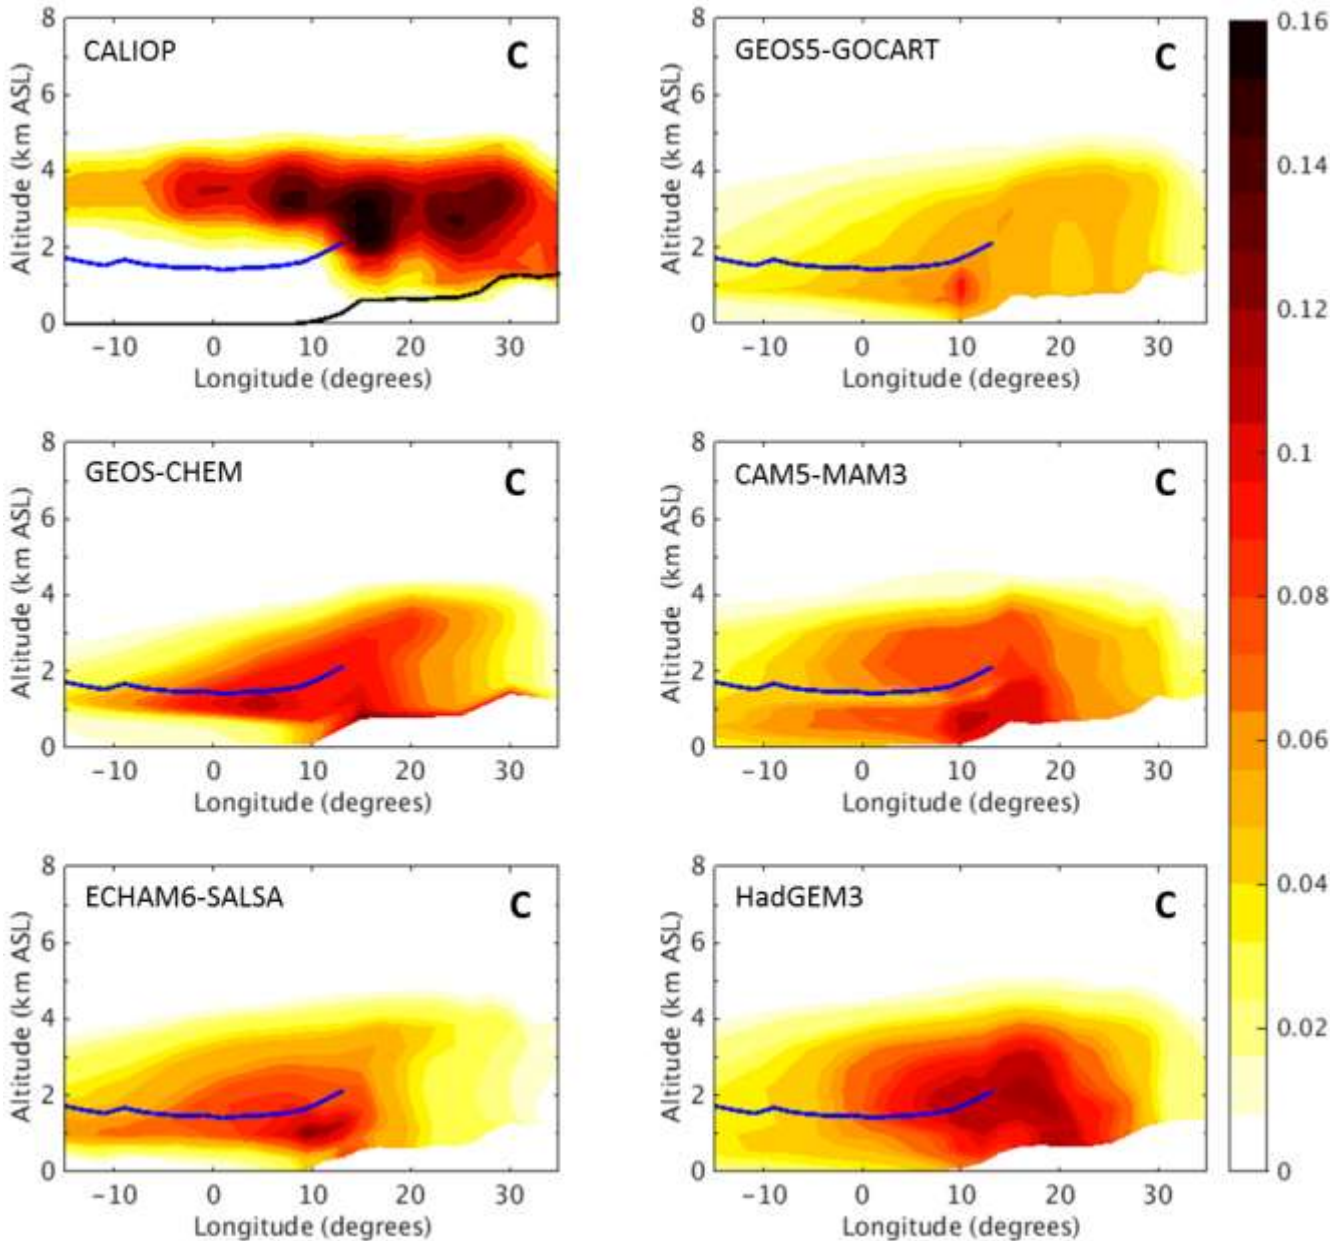 CALIOP C
8
6
4
2
0
Altitude (km ASL)
−10 0 10 20 30
Longitude (degrees)
GEOS5-GOCART C
8
6
4
2
0
Altitude (km ASL)
−10 0 10 20 30
Longitude (degrees)
GEOS-CHEM C
8
6
4
2
0
Altitude (km ASL)
−10 0 10 20 30
Longitude (degrees)
CAM5-MAM3 C
8
6
4
2
0
Altitude (km ASL)
−10 0 10 20 30
Longitude (degrees)
ECHAM6-SALSA C
8
6
4
2
0
Altitude (km ASL)
−10 0 10 20 30
Longitude (degrees)
HadGEM3 C
8
6
4
2
0
Altitude (km ASL)
−10 0 10 20 30
Longitude (degrees)
0.16
0.14
0.12
0.1
0.08
0.06
0.04
0.02
0